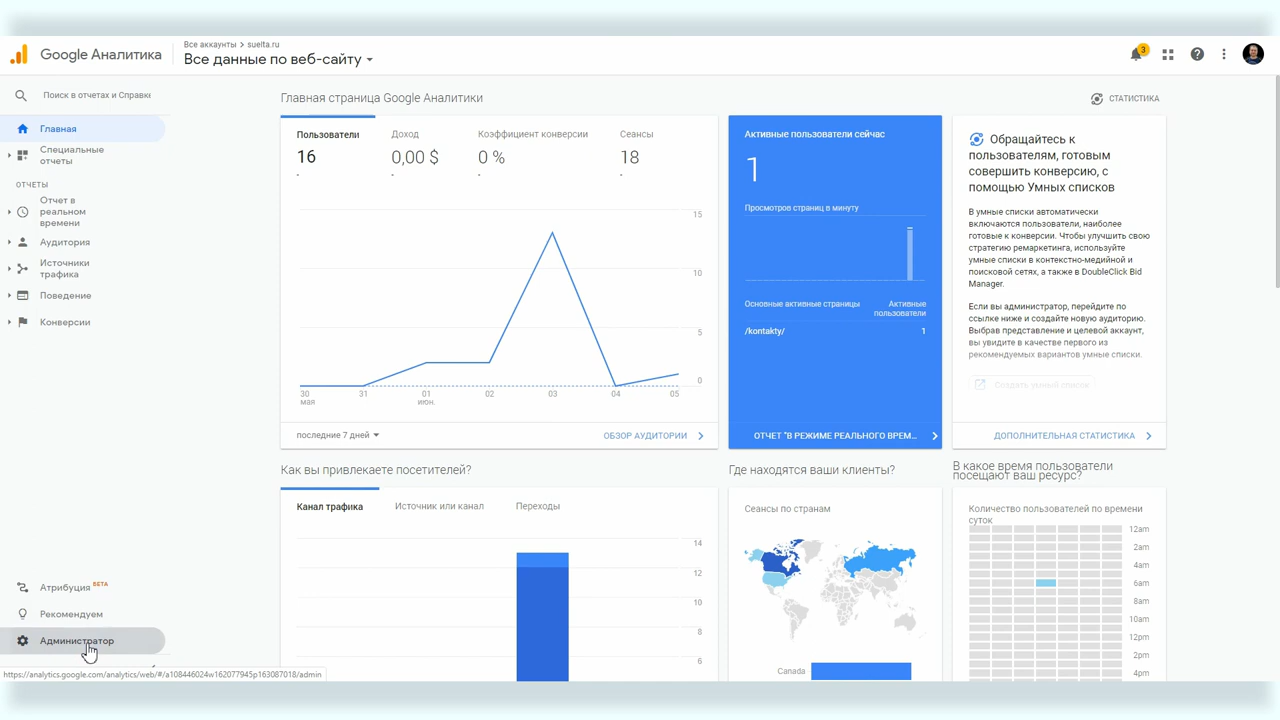 Google Аналитика
Все аккаунты > suelta.ru
Все данные по веб-сайту
3
Поиск в отчетах и Справке
Главная
Специальные
отчеты
ОТЧЕТЫ
Отчет в
реальном
времени
Аудитория
Источники
трафика
Поведение
Конверсии
Атрибуция BETA
Рекомендуем
Администратор
https://analytics.google.com/analytics/web/#/a108446024w162077945p163087018/admin
Главная страница Google Аналитики
СТАТИСТИКА
Пользователи
16
-
Доход
0,00 $
-
Коэффициент конверсии
0 %
-
Сеансы
18
-
15
10
5
0
30
мая
31
01
июн.
02
03
04
05
последние 7 дней
ОБЗОР АУДИТОРИИ
Активные пользователи сейчас
1
Просмотров страниц в минуту
Основные активные страницы
Активные
пользователи
/kontakty/
1
ОТЧЕТ "В РЕЖИМЕ РЕАЛЬНОГО ВРЕМ...
Обращайтесь к
пользователям, готовым
совершить конверсию, с
помощью Умных списков
В умные списки автоматически
включаются пользователи, наиболее
готовые к конверсии. Чтобы улучшить свою
стратегию ремаркетинга, используйте
умные списки в контекстно-медийной и
поисковой сетях, а также в DoubleClick Bid
Manager.
Если вы администратор, перейдите по
ссылке ниже и создайте новую аудиторию.
Выбрав представление и целевой аккаунт,
вы увидите в качестве первого из
рекомендуемых вариантов умные списки.
Создать умный список
ДОПОЛНИТЕЛЬНАЯ СТАТИСТИКА
Как вы привлекаете посетителей?
Канал трафика
Источник или канал
Переходы
14
12
10
8
6
Где находятся ваши клиенты?
Сеансы по странам
Canada
В какое время пользователи
посещают ваш ресурс?
Количество пользователей по времени
суток
12am
2am
4am
6am
8am
10am
12pm
2pm
4pm